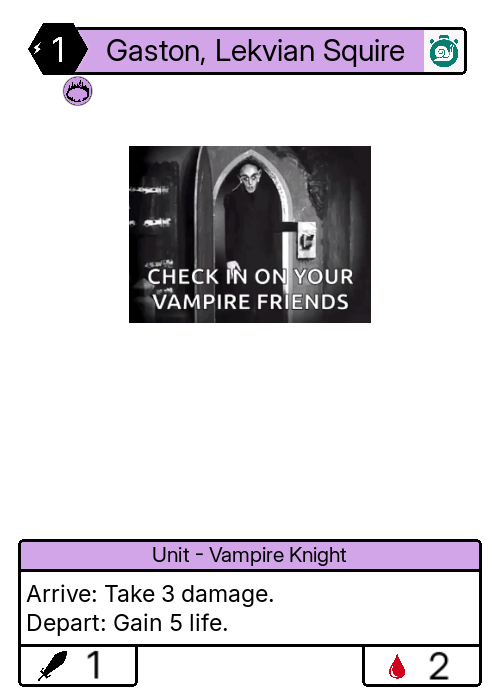 1 Gaston, Lekvian Squire
CHECK IN ON YOUR
VAMPIRE FRIENDS
Unit - Vampire Knight
Arrive: Take 3 damage.
Depart: Gain 5 life.
1 2